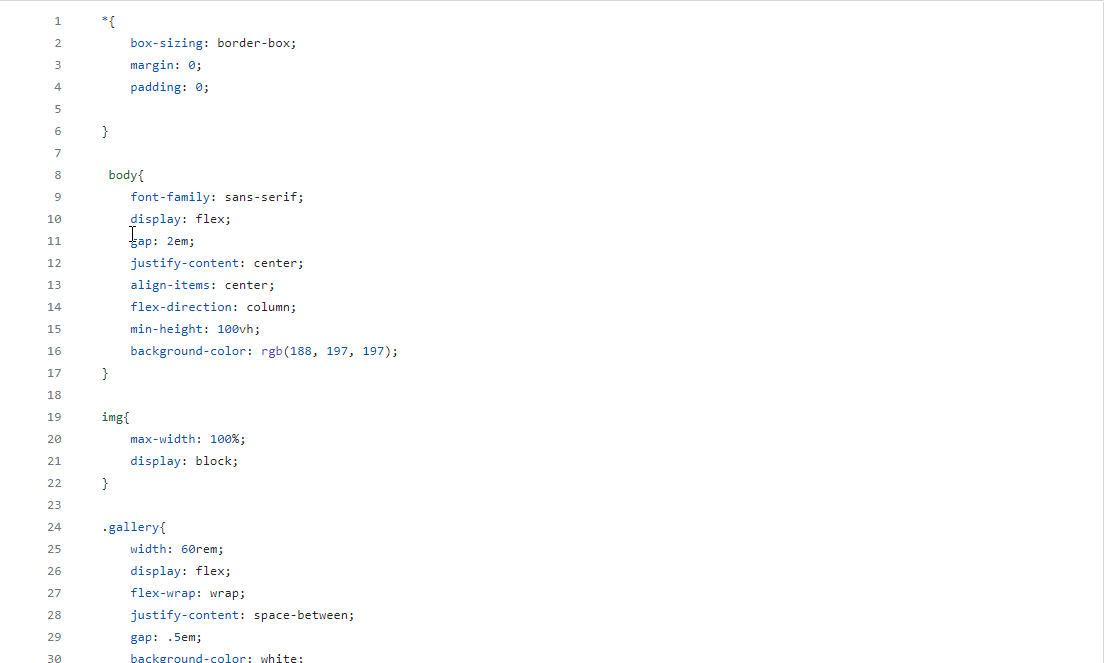 1 *{
2 box-sizing: border-box;
3 margin: 0;
4 padding: 0;
5
6 }
7
8 body{
9 font-family: sans-serif;
10 display: flex;
11 gap: 2em;
12 justify-content: center;
13 align-items: center;
14 flex-direction: column;
15 min-height: 100vh;
16 background-color: rgb(188, 197, 197);
17 }
18
19 img{
20 max-width: 100%;
21 display: block;
22 }
23
24 .gallery{
25 width: 60rem;
26 display: flex;
27 flex-wrap: wrap;
28 justify-content: space-between;
29 gap: .5em;
30 background-color: white;